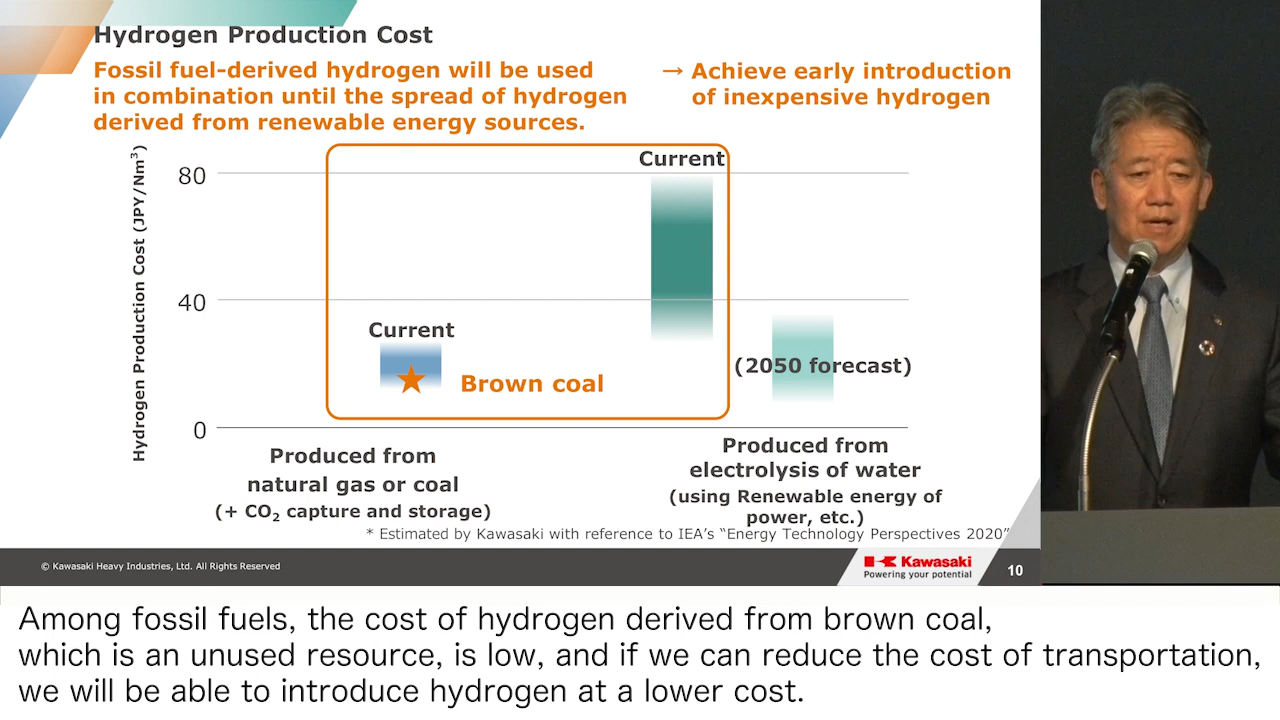 Hydrogen Production Cost
Fossil fuel-derived hydrogen will be used
in combination until the spread of hydrogen
derived from renewable energy sources.
→ Achieve early introduction
of inexpensive hydrogen
Hydrogen Production Cost (JPY/Nm³)
80
40
0
Current
Current
Brown coal
(2050 forecast)
Produced from
natural gas or coal
(+ CO₂ capture and storage)
Produced from
electrolysis of water
(using Renewable energy of
power, etc.)
* Estimated by Kawasaki with reference to IEA's "Energy Technology Perspectives 2020"
© Kawasaki Heavy Industries, Ltd. All Rights Reserved
Kawasaki
Powering your potential
10
Among fossil fuels, the cost of hydrogen derived from brown coal,
which is an unused resource, is low, and if we can reduce the cost of transportation,
we will be able to introduce hydrogen at a lower cost.